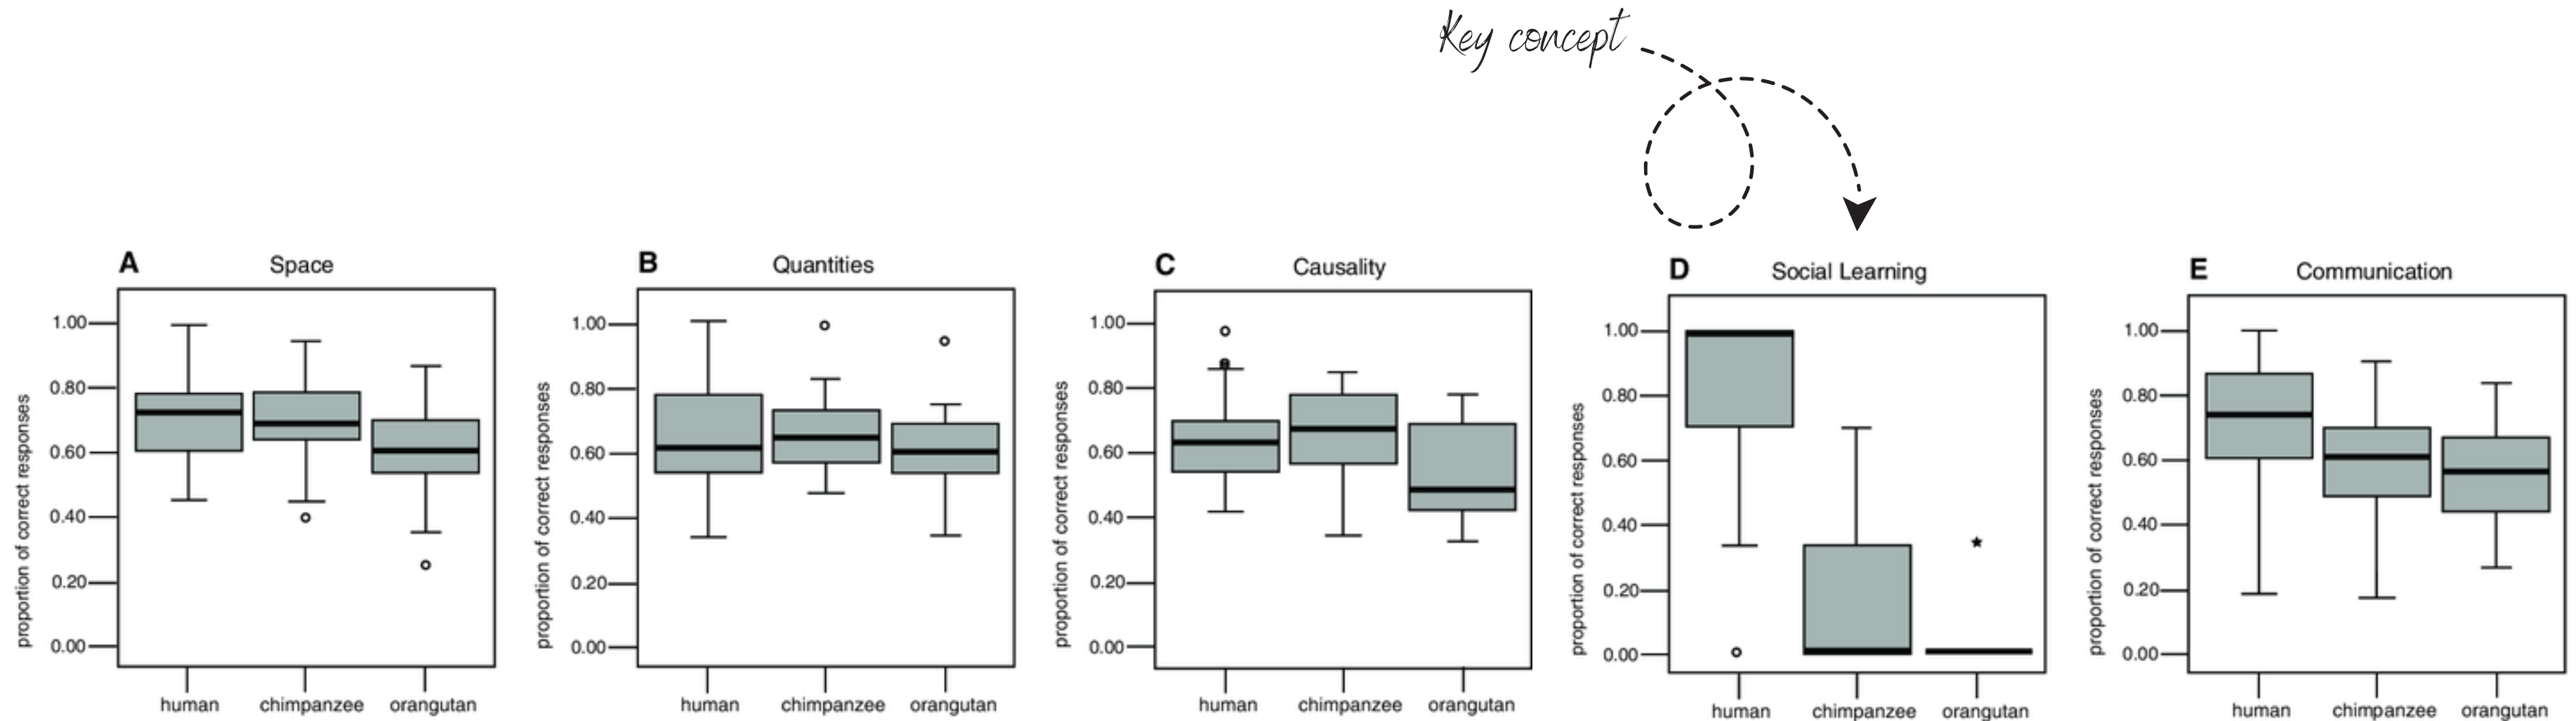 Key concept
A Space
proportion of correct responses
1.00
0.80
0.60
0.40
0.20
0.00
human chimpanzee orangutan
B Quantities
proportion of correct responses
1.00
0.80
0.60
0.40
0.20
0.00
human chimpanzee orangutan
C Causality
proportion of correct responses
1.00
0.80
0.60
0.40
0.20
0.00
human chimpanzee orangutan
D Social Learning
proportion of correct responses
1.00
0.80
0.60
0.40
0.20
0.00
human chimpanzee orangutan
E Communication
proportion of correct responses
1.00
0.80
0.60
0.40
0.20
0.00
human chimpanzee orangutan